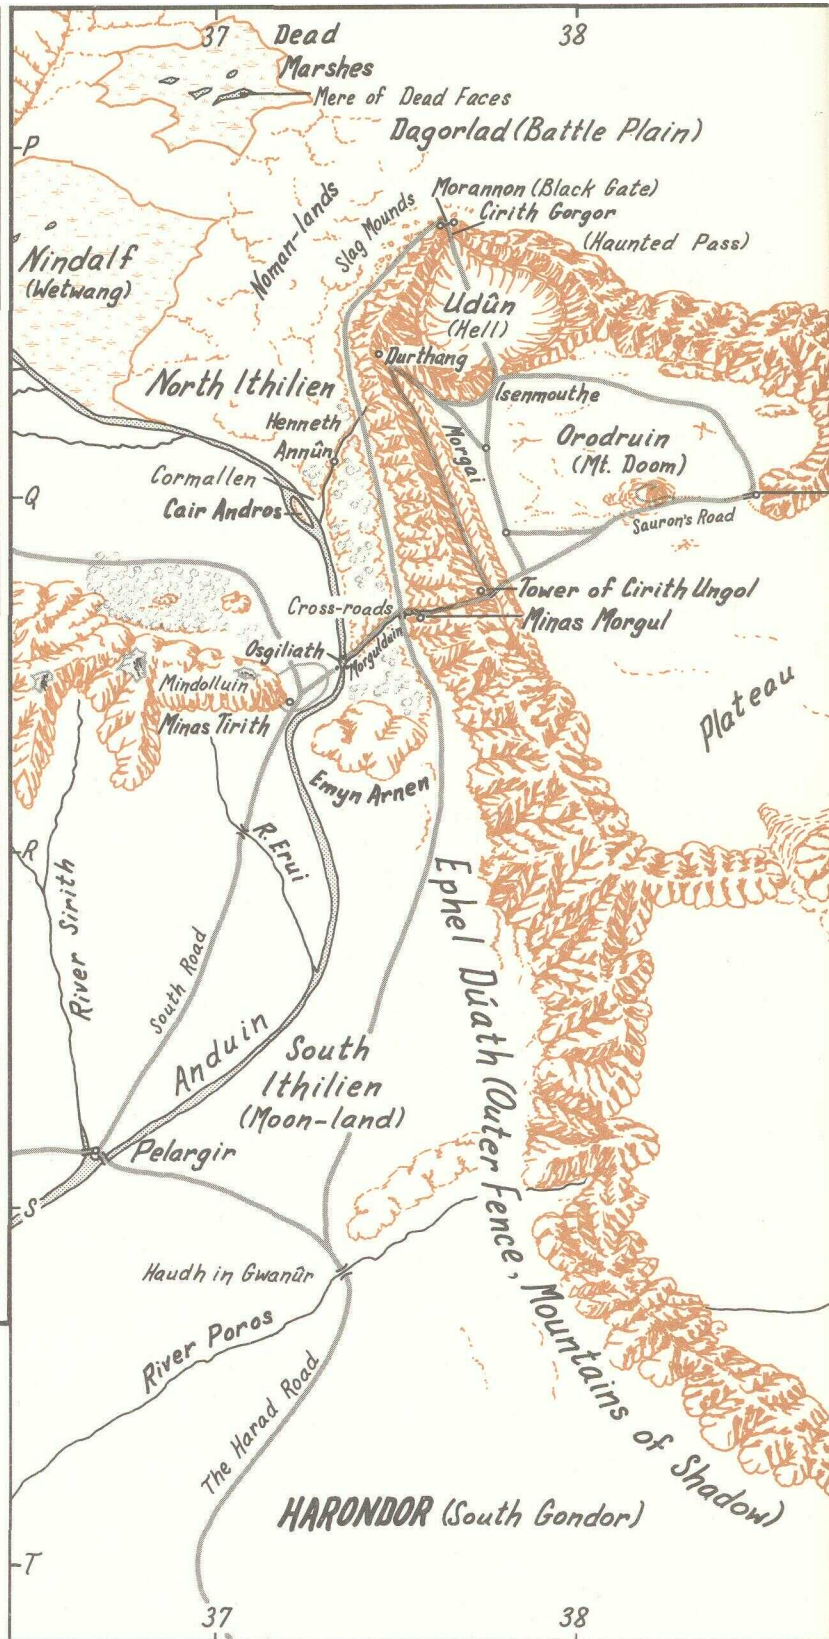 37
38
Dead
Marshes
Mere of Dead Faces
Dagorlad (Battle Plain)
P
Morannon (Black Gate)
Cirith Gorgor
(Haunted Pass)
Noman-lands
Slag Mounds
Nindalf
(Wetwang)
Udûn
(Hell)
Durthang
North Ithilien
Isenmouthe
Henneth
Annûn
Morgai
Orodruin
(Mt. Doom)
Cormallen
Q
Cair Andros
Sauron's Road
Tower of Cirith Ungol
Cross-roads
Minas Morgul
Osgiliath
Morgulduin
Mindolluin
Minas Tirith
Plateau
Emyn Arnen
R. Erui
R
River Sirith
South Road
Ephel Dúath (Outer Fence, Mountains of Shadow)
Anduin
South
Ithilien
(Moon-land)
Pelargir
S
Haudh in Gwanûr
River Poros
The Harad Road
HARONDOR (South Gondor)
T
37
38